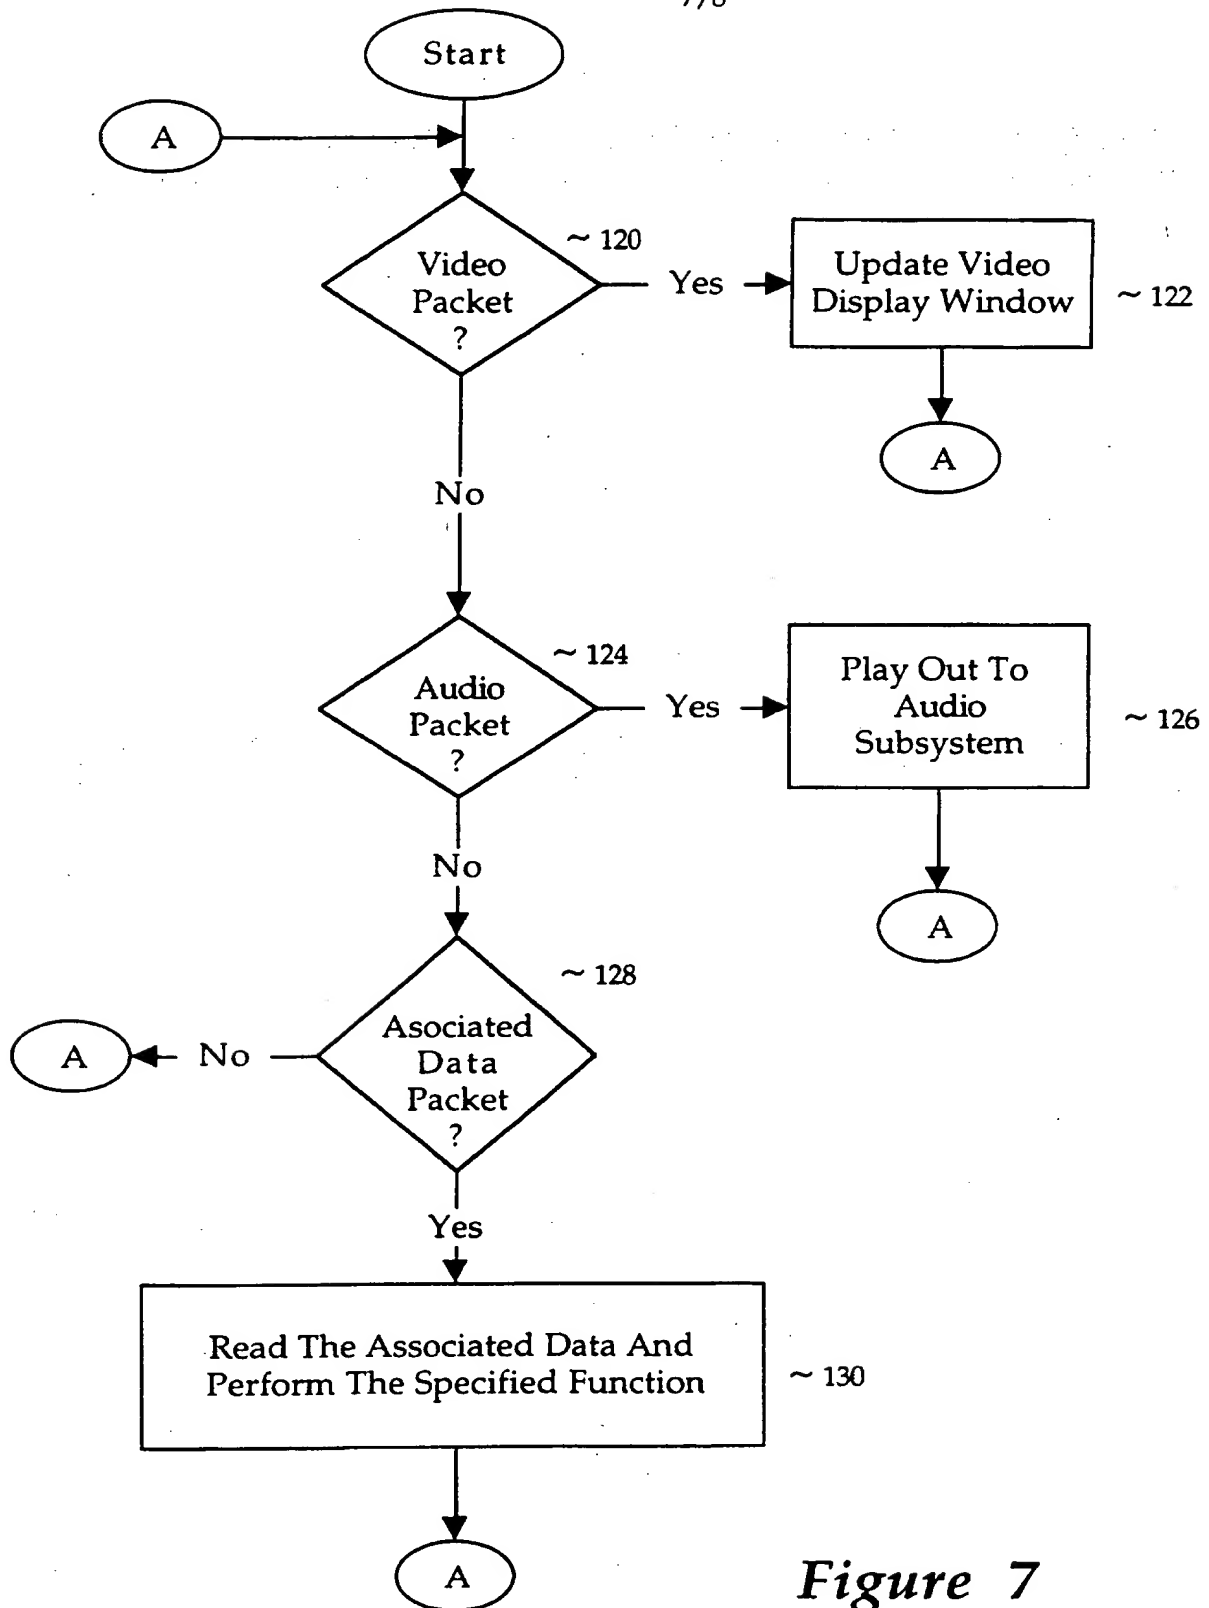 Start
A
Video
Packet
?
~ 120
Yes
Update Video
Display Window
~ 122
A
No
Audio
Packet
?
~ 124
Yes
Play Out To
Audio
Subsystem
~ 126
A
No
Asociated
Data
Packet
?
~ 128
No
A
Yes
Read The Associated Data And
Perform The Specified Function
~ 130
A
Figure 7